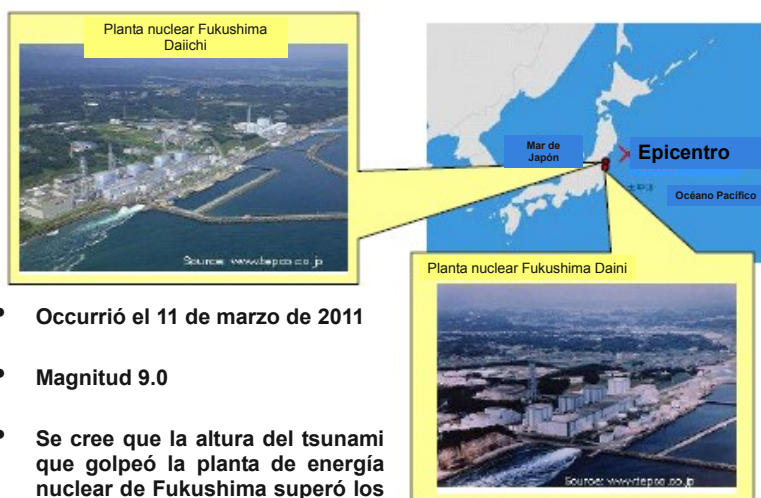 Planta nuclear Fukushima
Daiichi
Source: www.tepco.co.jp
Mar de
Japón
Epicentro
Océano Pacífico
Planta nuclear Fukushima Daini
Source: www.tepco.co.jp
• Occurrió el 11 de marzo de 2011
• Magnitud 9.0
• Se cree que la altura del tsunami
que golpeó la planta de energía
nuclear de Fukushima superó los